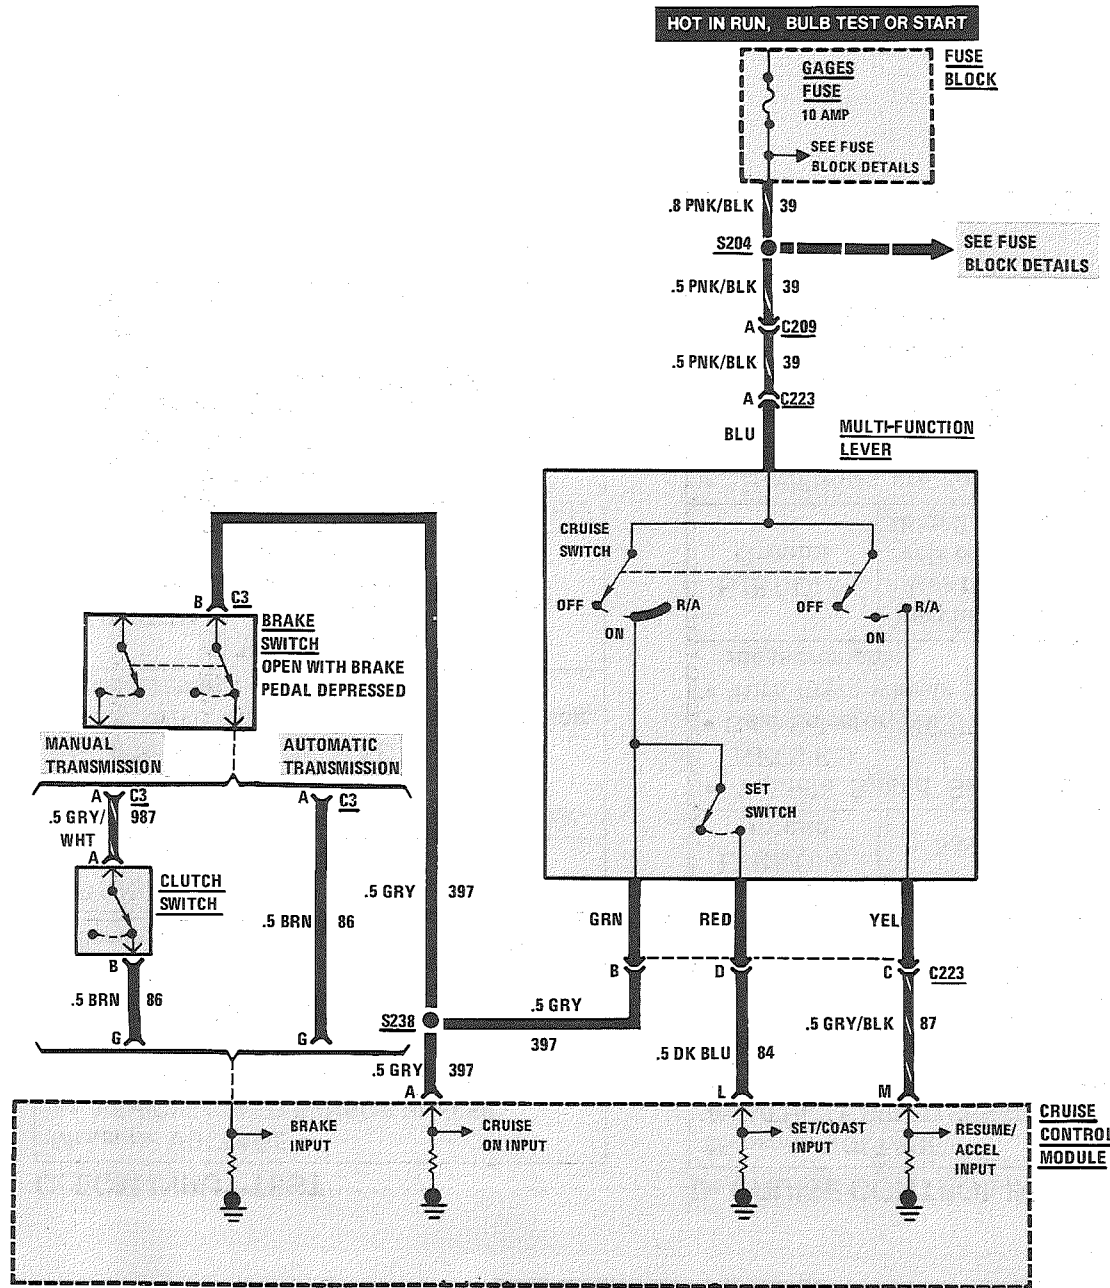 HOT IN RUN, BULB TEST OR START
FUSE
BLOCK
GAGES
FUSE
10 AMP
SEE FUSE
BLOCK DETAILS
.8 PNK/BLK 39
S204
SEE FUSE
BLOCK DETAILS
.5 PNK/BLK 39
A C209
.5 PNK/BLK 39
A C223
BLU
MULTI-FUNCTION
LEVER
CRUISE
SWITCH
OFF
R/A
ON
OFF
R/A
ON
SET
SWITCH
B C3
BRAKE
SWITCH
OPEN WITH BRAKE
PEDAL DEPRESSED
MANUAL
TRANSMISSION
AUTOMATIC
TRANSMISSION
A C3
.5 GRY/
WHT
987
A
A C3
CLUTCH
SWITCH
B
.5 BRN 86
G
.5 BRN 86
G
.5 GRY 397
GRN
RED
YEL
B
D
C C223
S238
.5 GRY
397
.5 GRY 397
A
.5 DK BLU 84
L
.5 GRY/BLK 87
M
BRAKE
INPUT
CRUISE
ON INPUT
SET/COAST
INPUT
RESUME/
ACCEL
INPUT
CRUISE
CONTROL
MODULE